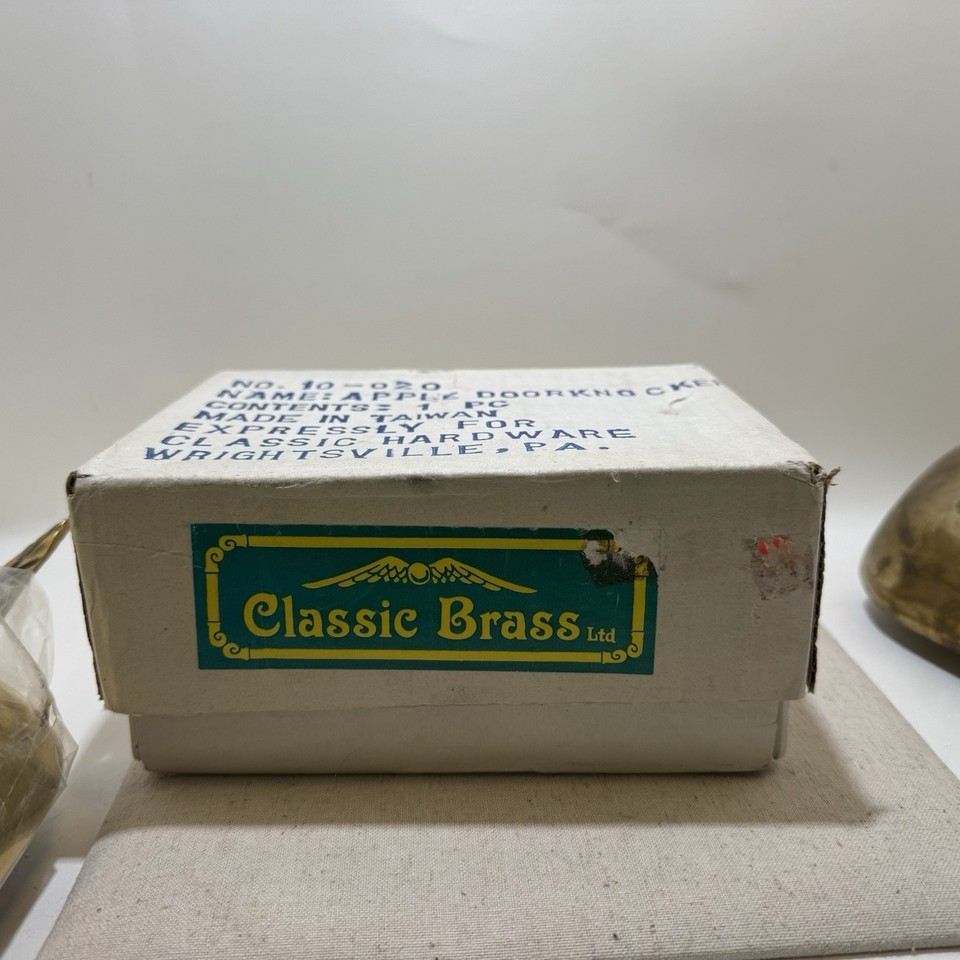 NO. 10-020
NAME: APPLE DOORKNOCKER
CONTENTS: 1 PC
MADE IN TAIWAN
EXPRESSLY FOR
CLASSIC HARDWARE
WRIGHTSVILLE, PA.
Classic Brass Ltd